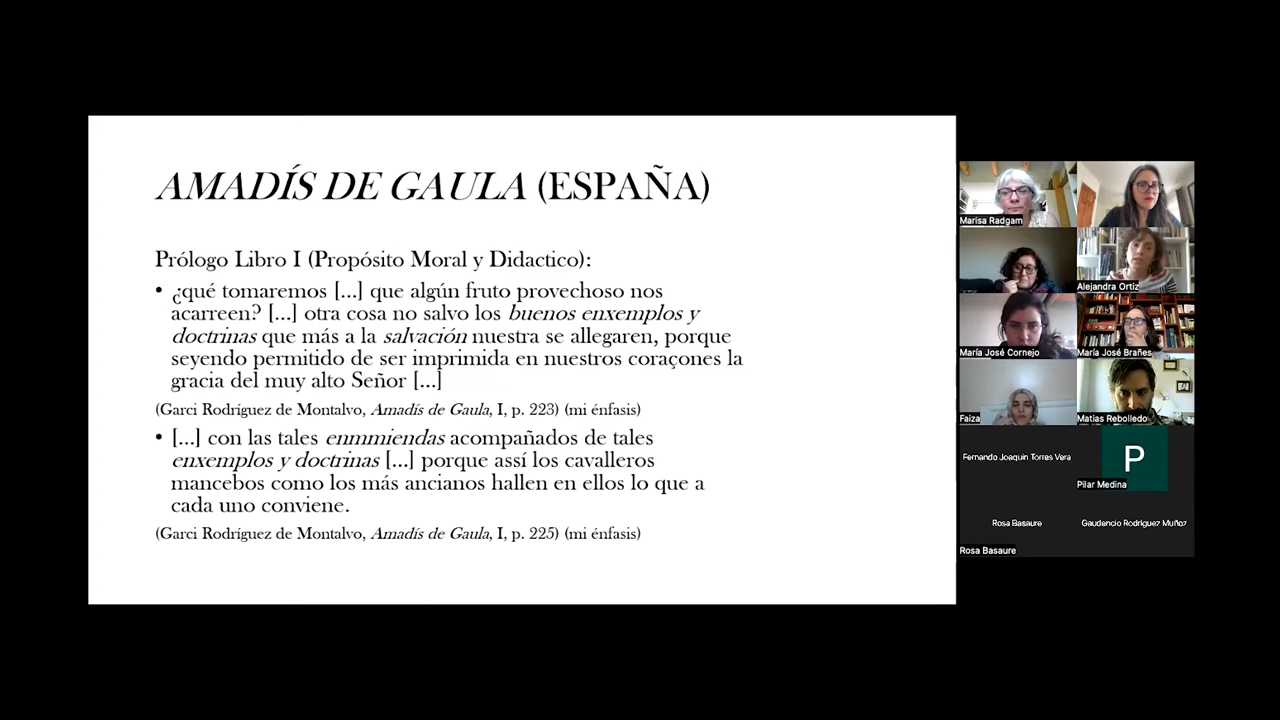 AMADÍS DE GAULA (ESPAÑA)
Prólogo Libro I (Propósito Moral y Didactico):
• ¿qué tomaremos [...] que algún fruto provechoso nos
acarreen? [...] otra cosa no salvo los buenos enxemplos y
doctrinas que más a la salvación nuestra se allegaren, porque
seyendo permitido de ser imprimida en nuestros coraçones la
gracia del muy alto Señor [...]
(Garci Rodríguez de Montalvo, Amadís de Gaula, I, p. 223) (mi énfasis)
• [...] con las tales enmmiendas acompañados de tales
enxemplos y doctrinas [...] porque assí los cavalleros
mancebos como los más ancianos hallen en ellos lo que a
cada uno conviene.
(Garci Rodríguez de Montalvo, Amadís de Gaula, I, p. 225) (mi énfasis)
Marisa Radgam
Alejandra Ortiz
María José Cornejo
María José Brañes
Faiza
Matias Rebolledo
Fernando Joaquin Torres Vera
P
Pilar Medina
Rosa Basaure
Gaudencio Rodriguez Muñoz
Rosa Basaure